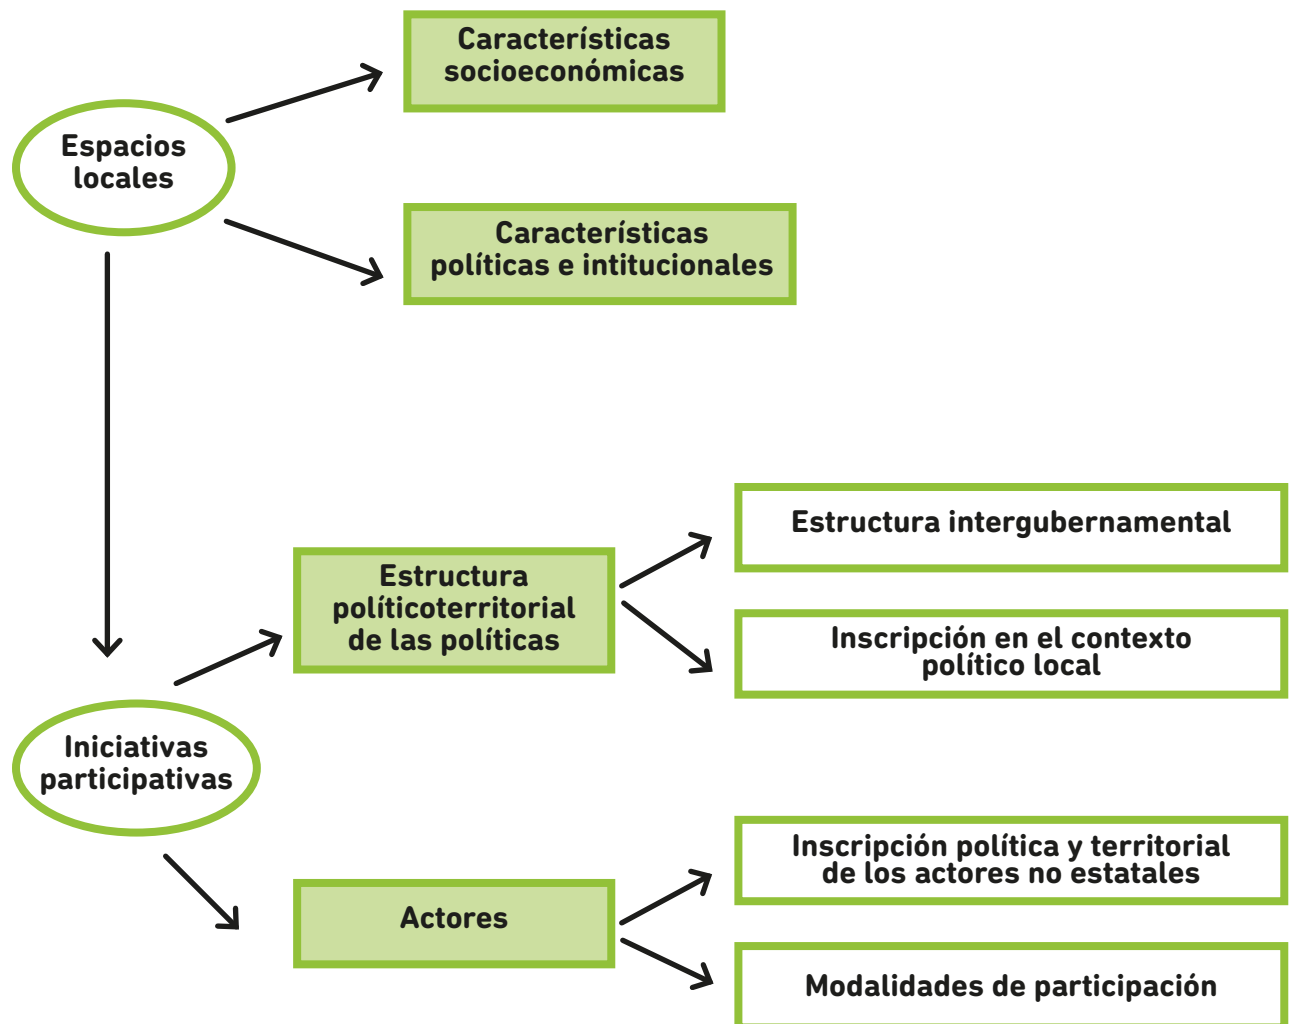 Características
socioeconómicas
Espacios
locales
Características
políticas e intitucionales
Estructura intergubernamental
Estructura
políticoterritorial
de las políticas
Inscripción en el contexto
político local
Iniciativas
participativas
Inscripción política y territorial
de los actores no estatales
Actores
Modalidades de participación